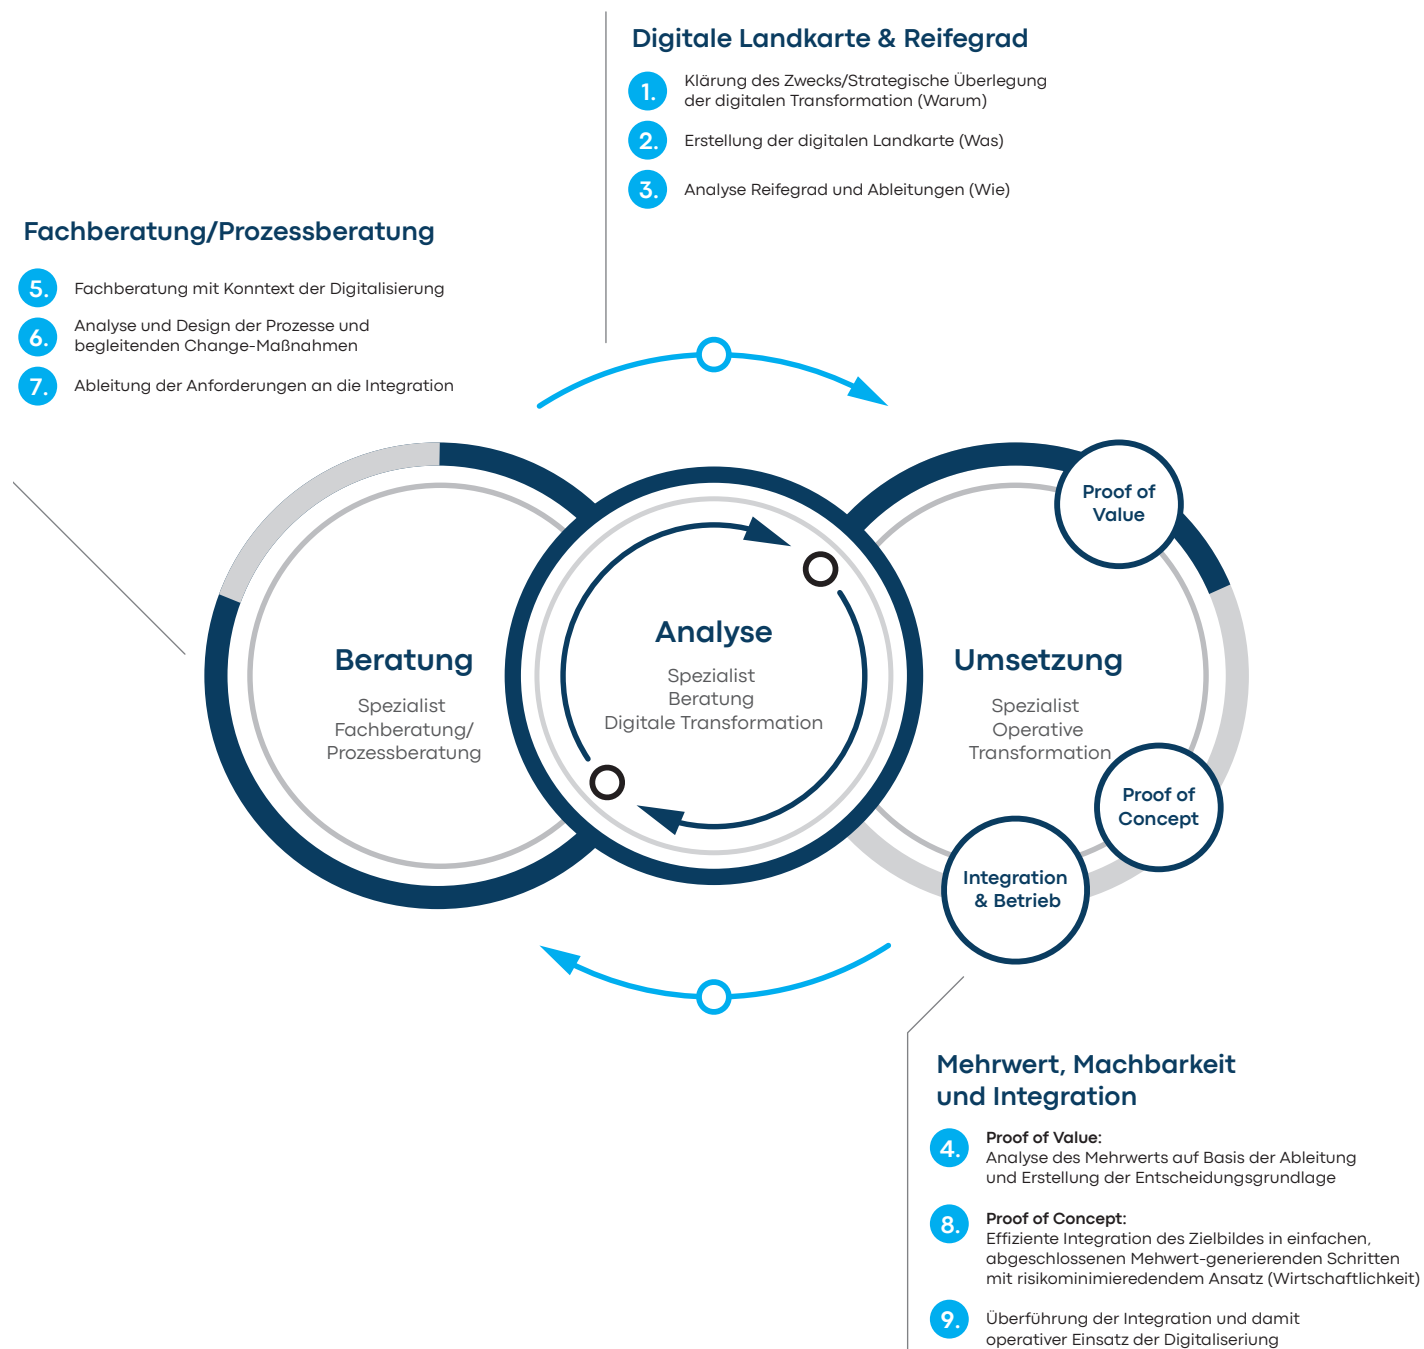 Digitale Landkarte & Reifegrad
1.
Klärung des Zwecks/Strategische Überlegung
der digitalen Transformation (Warum)
2.
Erstellung der digitalen Landkarte (Was)
3.
Analyse Reifegrad und Ableitungen (Wie)
Fachberatung/Prozessberatung
5.
Fachberatung mit Konntext der Digitalisierung
6.
Analyse und Design der Prozesse und
begleitenden Change-Maßnahmen
7.
Ableitung der Anforderungen an die Integration
Beratung
Spezialist
Fachberatung/
Prozessberatung
Analyse
Spezialist
Beratung
Digitale Transformation
Umsetzung
Spezialist
Operative
Transformation
Proof of
Value
Proof of
Concept
Integration
& Betrieb
Mehrwert, Machbarkeit
und Integration
4.
Proof of Value:
Analyse des Mehrwerts auf Basis der Ableitung
und Erstellung der Entscheidungsgrundlage
8.
Proof of Concept:
Effiziente Integration des Zielbildes in einfachen,
abgeschlossenen Mehwert-generierenden Schritten
mit risikominimieredendem Ansatz (Wirtschaftlichkeit)
9.
Überführung der Integration und damit
operativer Einsatz der Digitaliseriung